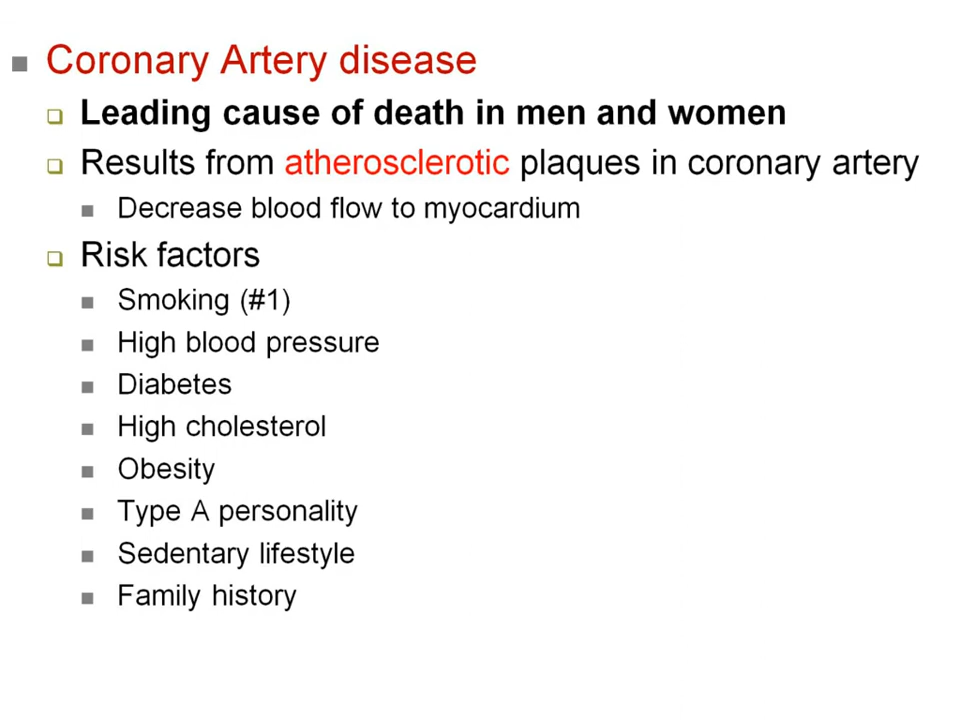 Coronary Artery disease
Leading cause of death in men and women
Results from atherosclerotic plaques in coronary artery
Decrease blood flow to myocardium
Risk factors
Smoking (#1)
High blood pressure
Diabetes
High cholesterol
Obesity
Type A personality
Sedentary lifestyle
Family history